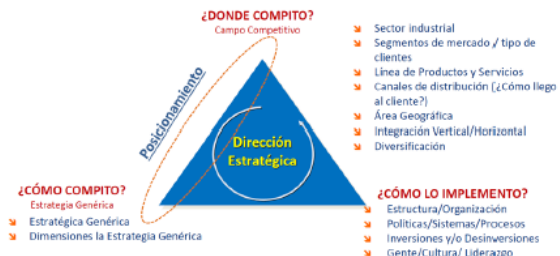 ¿DONDE COMPITO?
Campo Competitivo
Sector industrial
Segmentos de mercado / tipo de
clientes
Línea de Productos y Servicios
Canales de distribución (¿Cómo llego
al cliente?)
Área Geográfica
Integración Vertical/Horizontal
Diversificación
Posicionamiento
Dirección
Estratégica
¿CÓMO COMPITO?
Estrategia Genérica
Estratégica Genérica
Dimensiones la Estrategia Genérica
¿CÓMO LO IMPLEMENTO?
Estructura/Organización
Políticas/Sistemas/Procesos
Inversiones y/o Desinversiones
Gente/Cultura/ Liderazgo